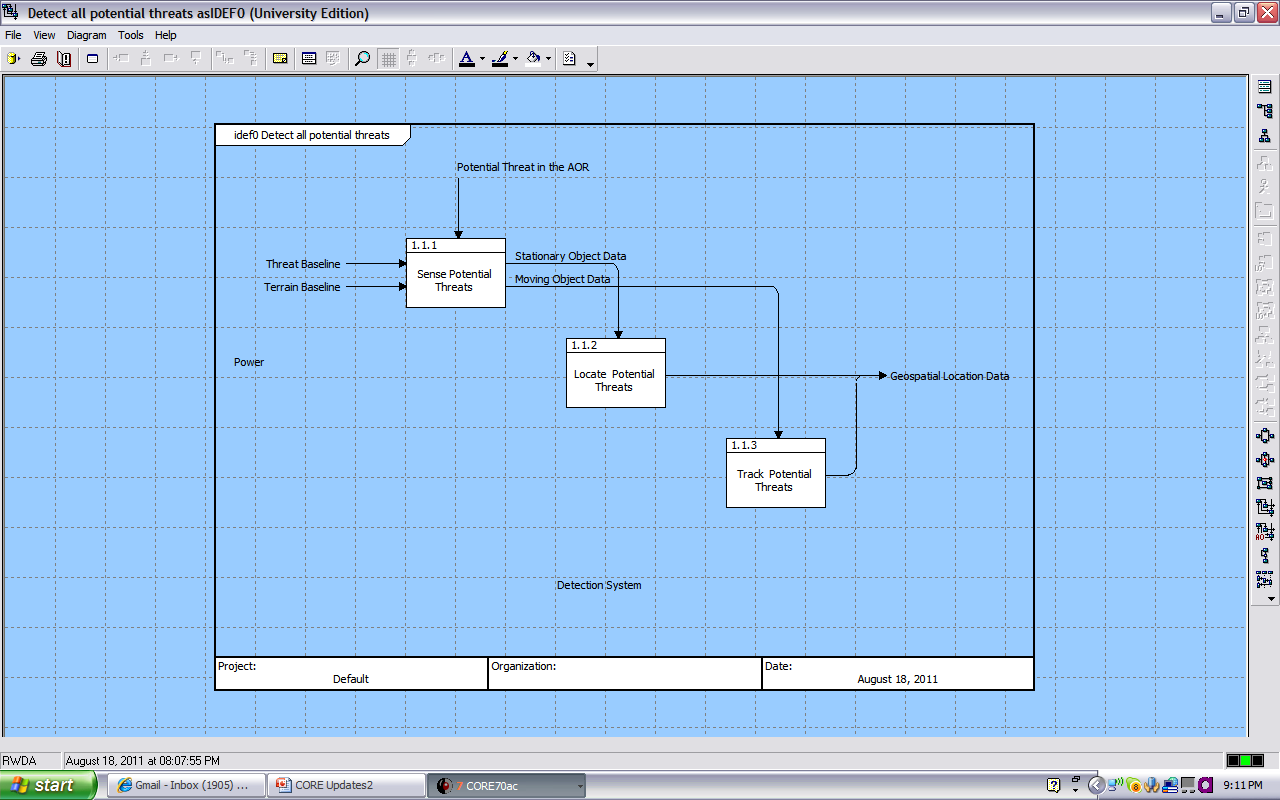 Detect all potential threats asIDEF0 (University Edition)
File View Diagram Tools Help
idef0 Detect all potential threats
Potential Threat in the AOR
1.1.1
Sense Potential
Threats
Threat Baseline
Terrain Baseline
Stationary Object Data
Moving Object Data
1.1.2
Locate Potential
Threats
Power
Geospatial Location Data
1.1.3
Track Potential
Threats
Detection System
Project:
Default
Organization:
Date:
August 18, 2011
RWDA
August 18, 2011 at 08:07:55 PM
start
Gmail - Inbox (1905) ...
CORE Updates2
7 CORE70ac
9:11 PM